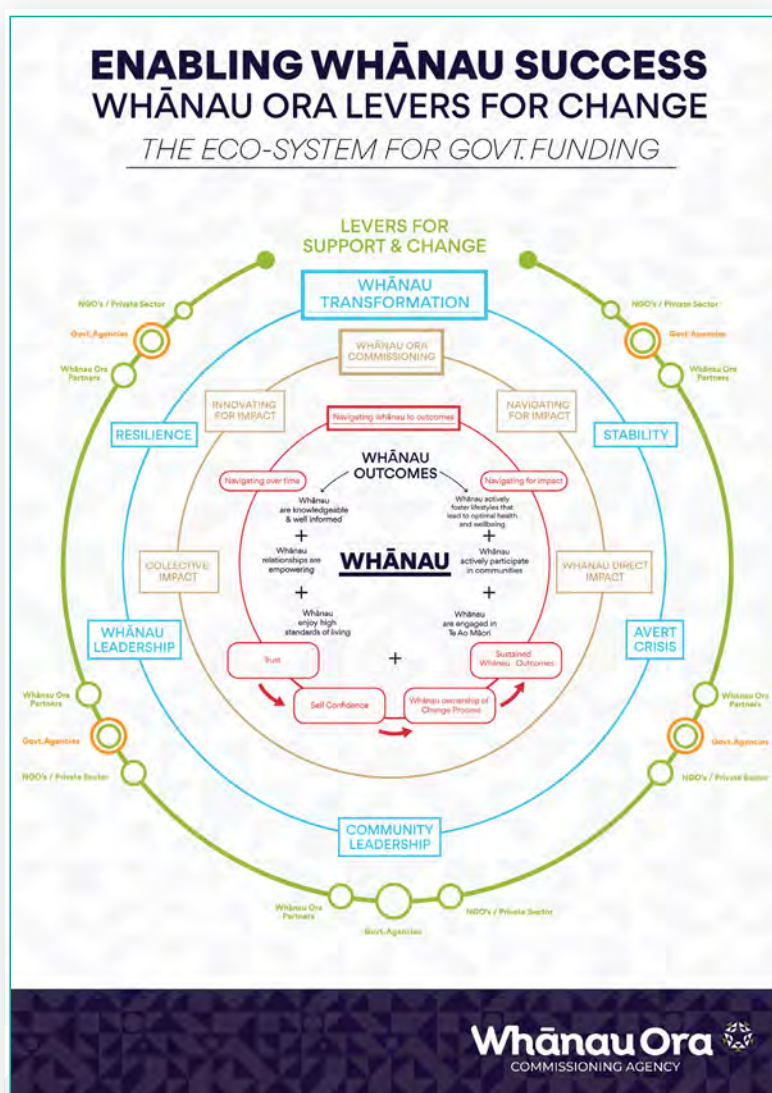 ENABLING WHĀNAU SUCCESS
WHĀNAU ORA LEVERS FOR CHANGE
THE ECO-SYSTEM FOR GOVT. FUNDING
LEVERS FOR
SUPPORT & CHANGE
WHĀNAU
TRANSFORMATION
NGO's / Private Sector
NGO's / Private Sector
Govt. Agencies
Govt. Agencies
Whānau Ora
Partners
Whānau Ora
Partners
WHĀNAU ORA
COMMISSIONING
INNOVATING
FOR IMPACT
NAVIGATING
FOR IMPACT
RESILIENCE
STABILITY
Navigating whānau to outcomes
WHĀNAU
OUTCOMES
Navigating over time
Navigating for impact
Whānau
are knowledgeable
& well informed
Whānau actively
foster lifestyles that
lead to optimal health
and wellbeing
+
+
Whānau
relationships are
empowering
WHĀNAU
Whānau
actively participate
in communities
COLLECTIVE
IMPACT
WHĀNAU DIRECT
IMPACT
+
+
Whānau
enjoy high
standards of living
Whānau
are engaged in
Te Ao Māori
WHĀNAU
LEADERSHIP
AVERT
CRISIS
Trust
+
Sustained
Whānau Outcomes
Self Confidence
Whānau ownership of
Change Process
Whānau Ora
Partners
Whānau Ora
Partners
Govt. Agencies
Govt. Agencies
NGO's / Private Sector
NGO's / Private Sector
COMMUNITY
LEADERSHIP
Whānau Ora
Partners
Govt. Agencies
NGO's / Private Sector
Whānau Ora
COMMISSIONING AGENCY